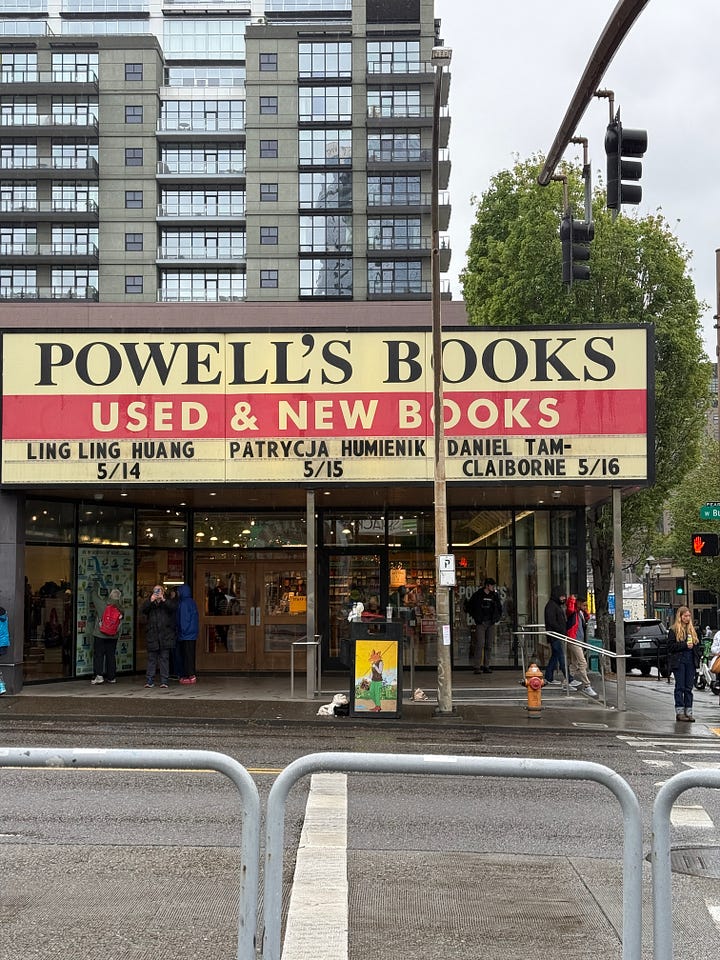 POWELL'S BOOKS
USED & NEW BOOKS
LING LING HUANG PATRYCJA HUMIENIK DANIEL TAM-
5/14 5/15 CLAIBORNE 5/16
P